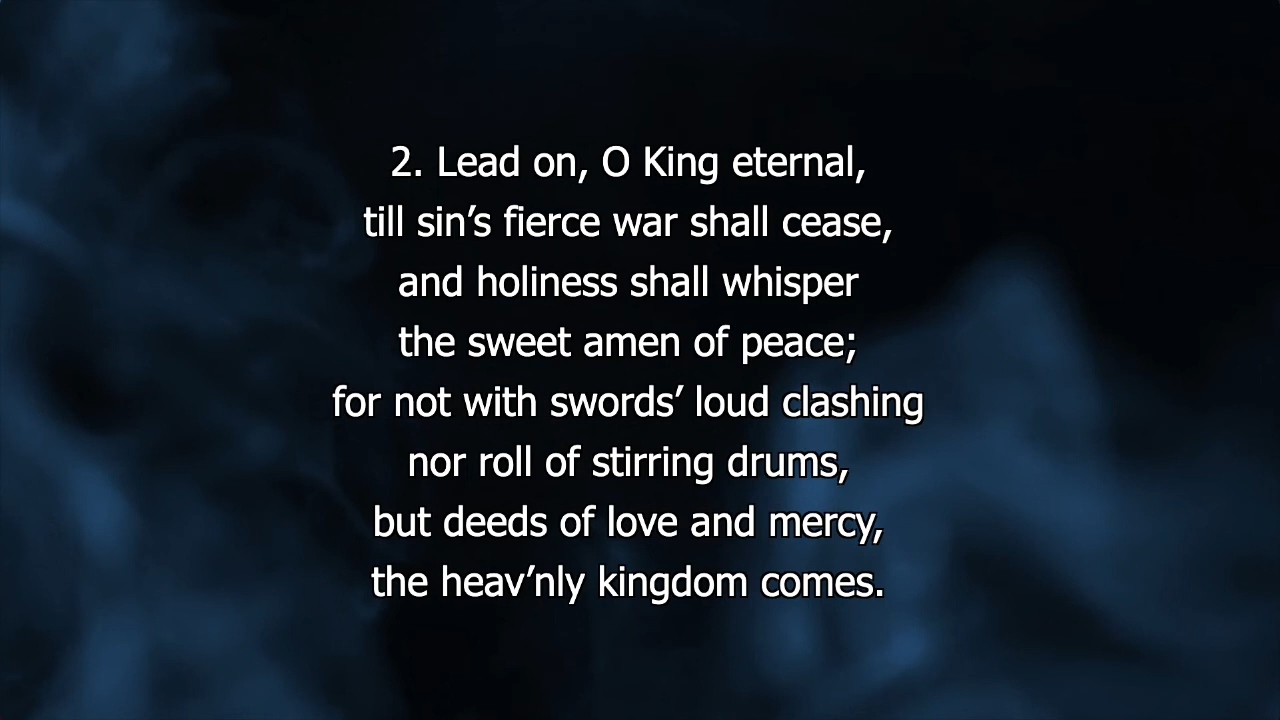 2. Lead on, O King eternal,
till sin’s fierce war shall cease,
and holiness shall whisper
the sweet amen of peace;
for not with swords’ loud clashing
nor roll of stirring drums,
but deeds of love and mercy,
the heav’nly kingdom comes.